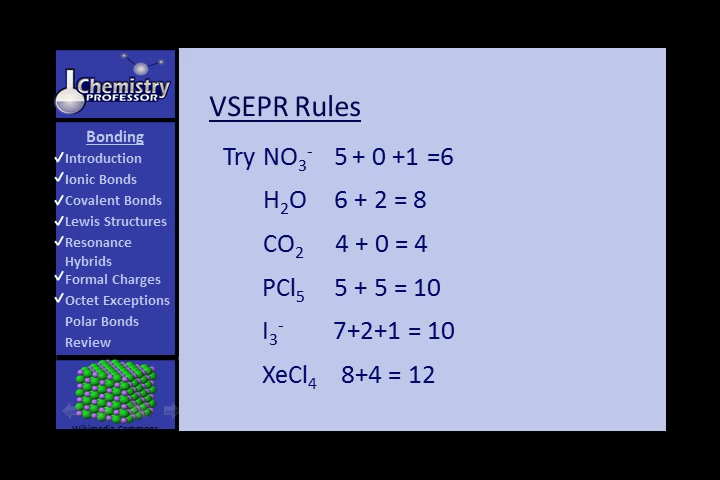 Chemistry
PROFESSOR
Bonding
✓Introduction
✓Ionic Bonds
✓Covalent Bonds
✓Lewis Structures
✓Resonance
Hybrids
✓Formal Charges
✓Octet Exceptions
Polar Bonds
Review
Wikimedia Commons
VSEPR Rules
Try NO₃⁻ 5 + 0 +1 =6
H₂O 6 + 2 = 8
CO₂ 4 + 0 = 4
PCl₅ 5 + 5 = 10
I₃⁻ 7+2+1 = 10
XeCl₄ 8+4 = 12